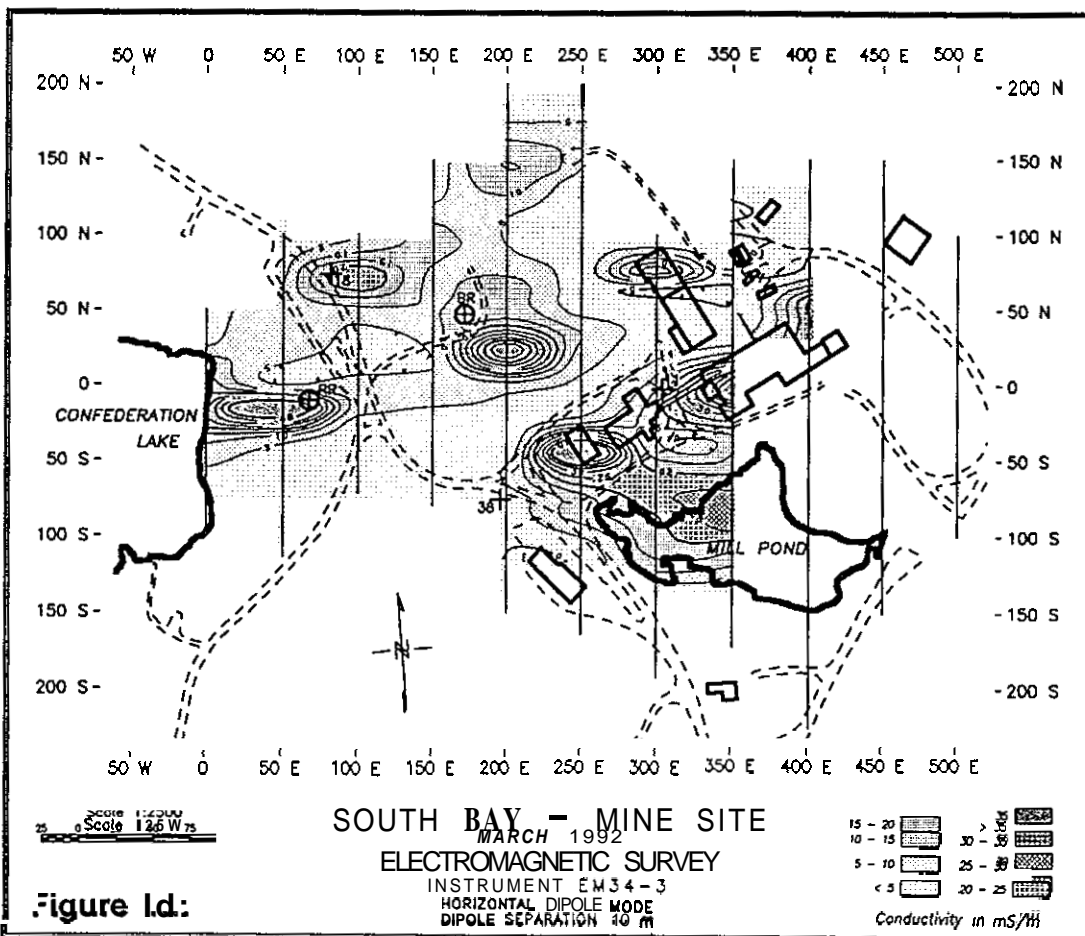 50 W 0 50 E 100 E 150 E 200 E 250 E 300 E 350 E 400 E 450 E 500 E
200 N - - 200 N
150 N - - 150 N
100 N - - 100 N
50 N - - 50 N
BR
0 - - 0
BR
CONFEDERATION
LAKE
50 S - - 50 S
36
100 S - - 100 S
MILL POND
150 S - - 150 S
N
200 S - - 200 S
50 W 0 50 E 100 E 150 E 200 E 250 E 300 E 350 E 400 E 450 E 500 E
Scale 1:2500
25 0 75
SOUTH BAY - MINE SITE
MARCH 1992
ELECTROMAGNETIC SURVEY
INSTRUMENT EM34-3
HORIZONTAL DIPOLE MODE
DIPOLE SEPARATION 10 m
15 - 20
10 - 15
5 - 10
< 5
>
30 -
25 -
20 - 25
Conductivity in mS/m
Figure 1.d: